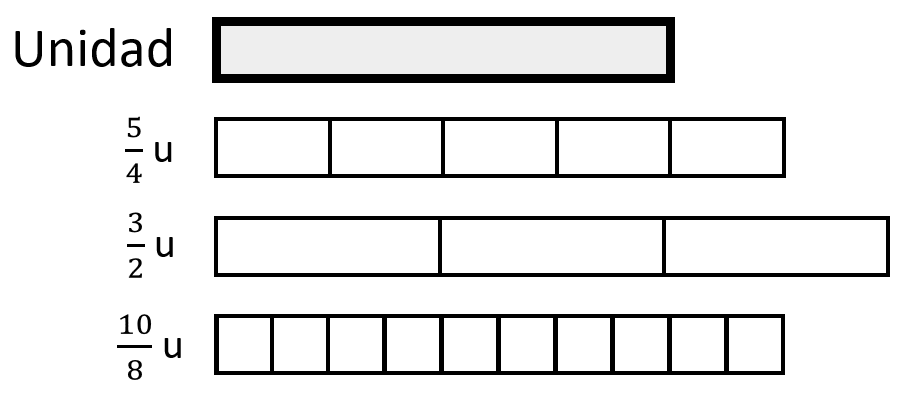 Unidad
5/4 u
3/2 u
10/8 u